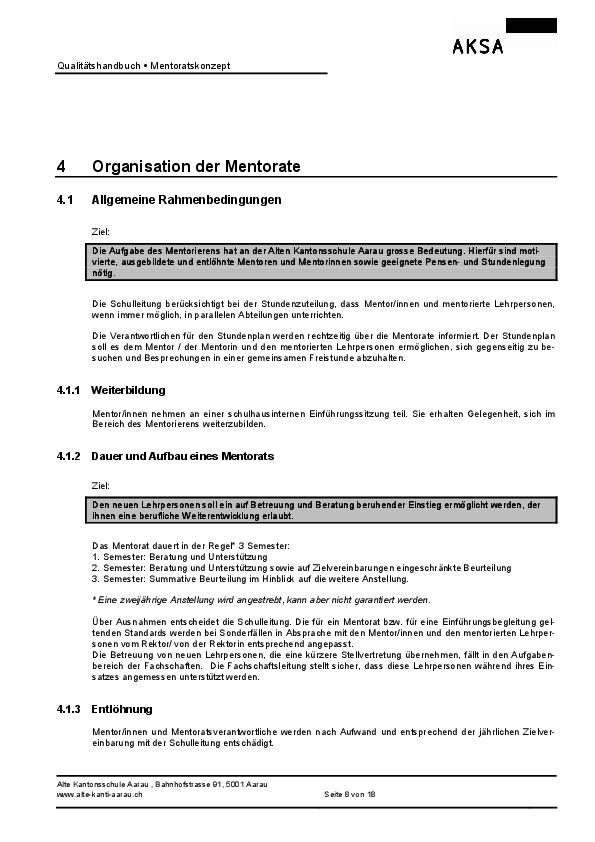 AKSA
Qualitätshandbuch • Mentoratskonzept
4 Organisation der Mentorate
4.1 Allgemeine Rahmenbedingungen
Ziel:
Die Aufgabe des Mentorierens hat an der Alten Kantonsschule Aarau grosse Bedeutung. Hierfür sind moti-
vierte, ausgebildete und entlöhnte Mentoren und Mentorinnen sowie geeignete Pensen- und Stundenlegung
nötig.
Die Schulleitung berücksichtigt bei der Stundenzuteilung, dass Mentor/innen und mentorierte Lehrpersonen,
wenn immer möglich, in parallelen Abteilungen unterrichten.
Die Verantwortlichen für den Stundenplan werden rechtzeitig über die Mentorate informiert. Der Stundenplan
soll es dem Mentor / der Mentorin und den mentorierten Lehrpersonen ermöglichen, sich gegenseitig zu be-
suchen und Besprechungen in einer gemeinsamen Freistunde abzuhalten.
4.1.1 Weiterbildung
Mentor/innen nehmen an einer schulhausinternen Einführungssitzung teil. Sie erhalten Gelegenheit, sich im
Bereich des Mentorierens weiterzubilden.
4.1.2 Dauer und Aufbau eines Mentorats
Ziel:
Den neuen Lehrpersonen soll ein auf Betreuung und Beratung beruhender Einstieg ermöglicht werden, der
ihnen eine berufliche Weiterentwicklung erlaubt.
Das Mentorat dauert in der Regel* 3 Semester:
1. Semester: Beratung und Unterstützung
2. Semester: Beratung und Unterstützung sowie auf Zielvereinbarungen eingeschränkte Beurteilung
3. Semester: Summative Beurteilung im Hinblick auf die weitere Anstellung.
* Eine zweijährige Anstellung wird angestrebt, kann aber nicht garantiert werden.
Über Ausnahmen entscheidet die Schulleitung. Die für ein Mentorat bzw. für eine Einführungsbegleitung gel-
tenden Standards werden bei Sonderfällen in Absprache mit den Mentor/innen und den mentorierten Lehrper-
sonen vom Rektor/ von der Rektorin entsprechend angepasst.
Die Betreuung von neuen Lehrpersonen, die eine kürzere Stellvertretung übernehmen, fällt in den Aufgaben-
bereich der Fachschaften. Die Fachschaftsleitung stellt sicher, dass diese Lehrpersonen während ihres Ein-
satzes angemessen unterstützt werden.
4.1.3 Entlöhnung
Mentor/innen und Mentoratsverantwortliche werden nach Aufwand und entsprechend der jährlichen Zielver-
einbarung mit der Schulleitung entschädigt.
Alte Kantonsschule Aarau , Bahnhofstrasse 91, 5001 Aarau
www.alte-kanti-aarau.ch Seite 8 von 18